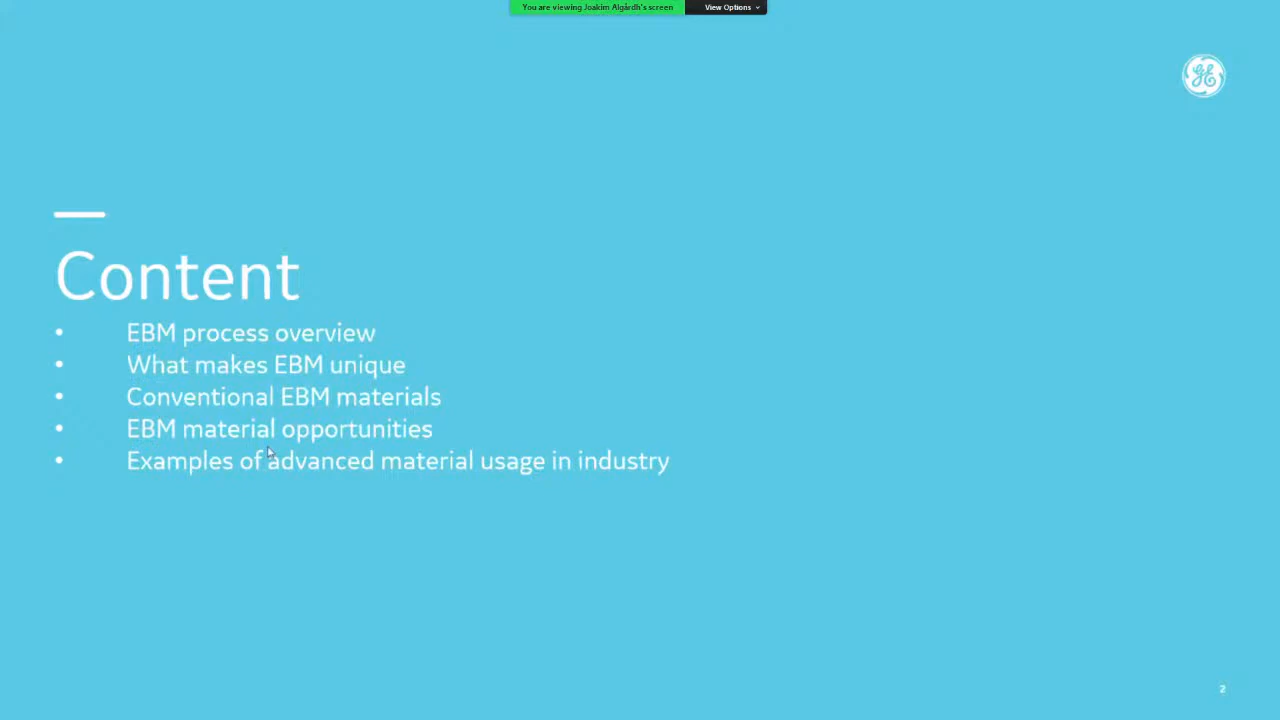 You are viewing Joakim Algårdh's screen View Options
GE
Content
• EBM process overview
• What makes EBM unique
• Conventional EBM materials
• EBM material opportunities
• Examples of advanced material usage in industry
2